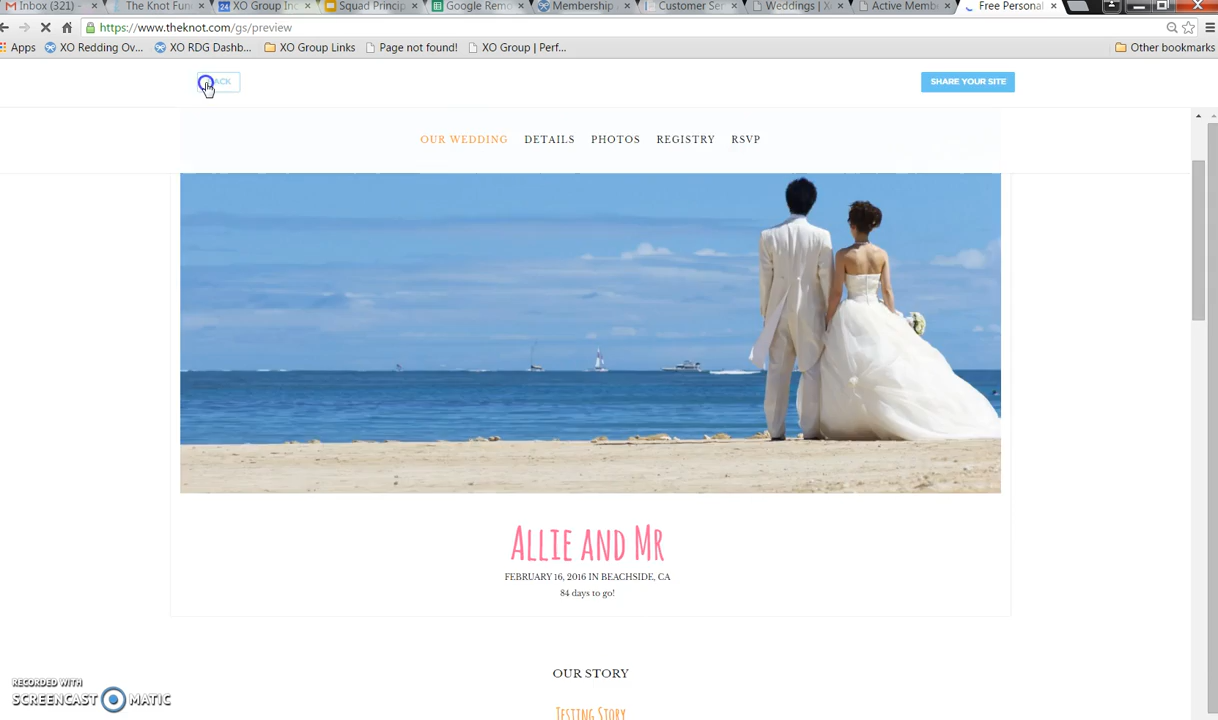 Inbox (321) -
The Knot Fun
XO Group Inc
Squad Princip
Google Remo
Membership
Customer Ser
Weddings | X
Active Memb
Free Personal
https://www.theknot.com/gs/preview
Apps
XO Redding Ov...
XO RDG Dashb...
XO Group Links
Page not found!
XO Group | Perf...
Other bookmarks
SHARE YOUR SITE
OUR WEDDING
DETAILS
PHOTOS
REGISTRY
RSVP
ALLIE AND MR
FEBRUARY 16, 2016 IN BEACHSIDE, CA
84 days to go!
OUR STORY
TESTING STORY
RECORDED WITH
SCREENCAST MATIC